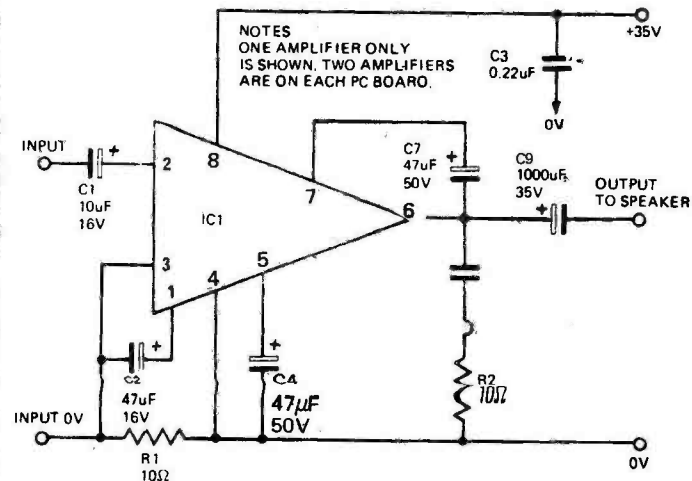 NOTES
ONE AMPLIFIER ONLY
IS SHOWN. TWO AMPLIFIERS
ARE ON EACH PC BOARD.
+35V
C3
0.22uF
0V
INPUT
C1
10uF
16V
2
8
7
C7
47uF
50V
C9
1000uF
35V
OUTPUT
TO SPEAKER
IC1
6
3
1
4
5
C2
47uF
16V
C4
47µF
50V
R2
10Ω
INPUT 0V
R1
10Ω
0V